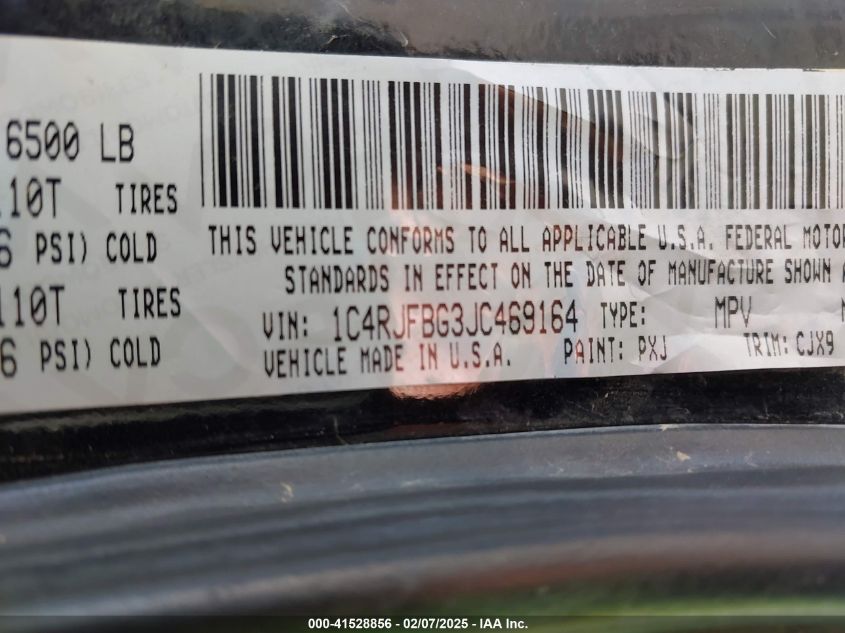 6500 LB
110T TIRES
6 PSI) COLD
110T TIRES
6 PSI) COLD
THIS VEHICLE CONFORMS TO ALL APPLICABLE U.S.A. FEDERAL MOTOR
STANDARDS IN EFFECT ON THE DATE OF MANUFACTURE SHOWN A
VIN: 1C4RJFBG3JC469164 TYPE: MPV
VEHICLE MADE IN U.S.A. PAINT: PXJ TRIM: CJX9
000-41528856 - 02/07/2025 - IAA Inc.